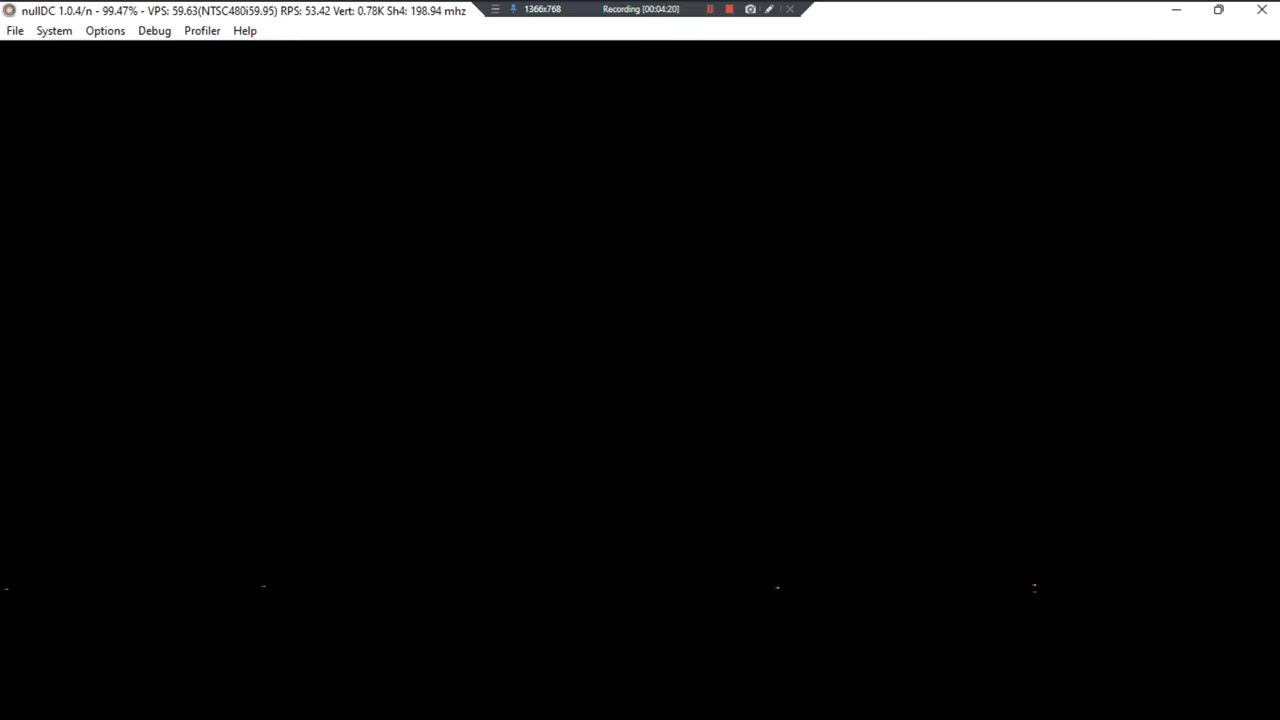 nullDC 1.0.4/n - 99.47% - VPS: 59.63(NTSC480i59.95) RPS: 53.42 Vert: 0.78K Sh4: 198.94 mhz
1366x768
Recording [00:04:20]
File System Options Debug Profiler Help